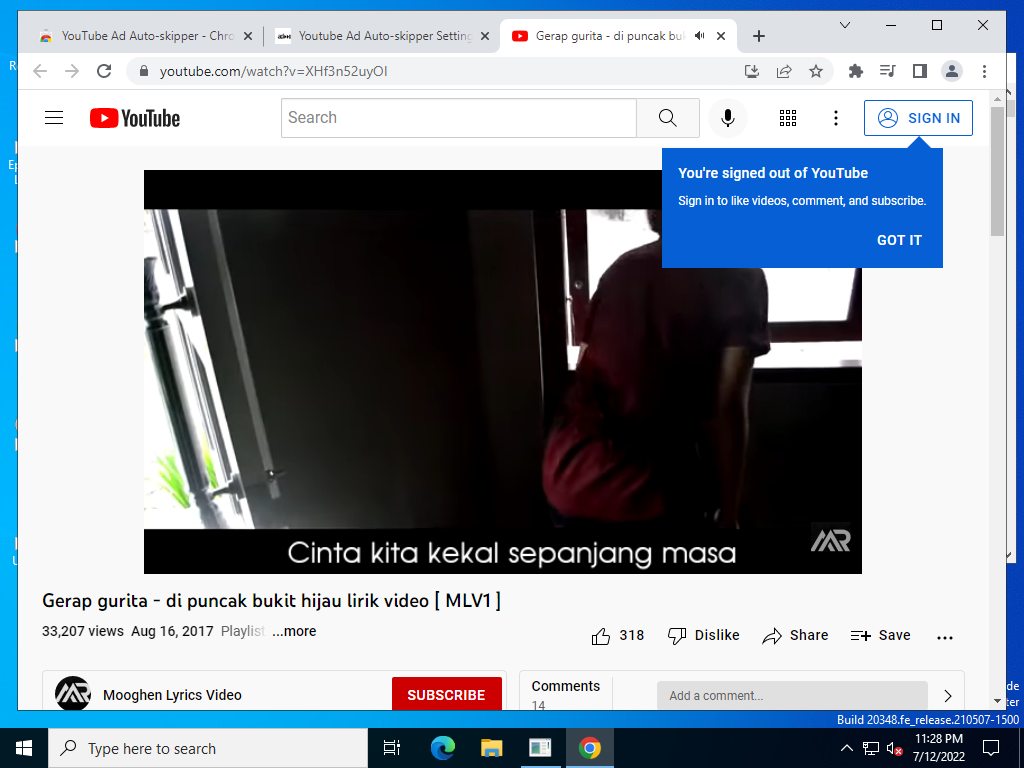 YouTube Ad Auto-skipper - Chro
Youtube Ad Auto-skipper Setting
Gerap gurita - di puncak buk
youtube.com/watch?v=XHf3n52uyOI
YouTube
Search
SIGN IN
You're signed out of YouTube
Sign in to like videos, comment, and subscribe.
GOT IT
Cinta kita kekal sepanjang masa
Gerap gurita - di puncak bukit hijau lirik video [ MLV1 ]
33,207 views Aug 16, 2017 Playlist ...more
318 Dislike Share Save
Mooghen Lyrics Video
SUBSCRIBE
Comments
14
Add a comment...
Build 20348.fe_release.210507-1500
Type here to search
11:28 PM
7/12/2022